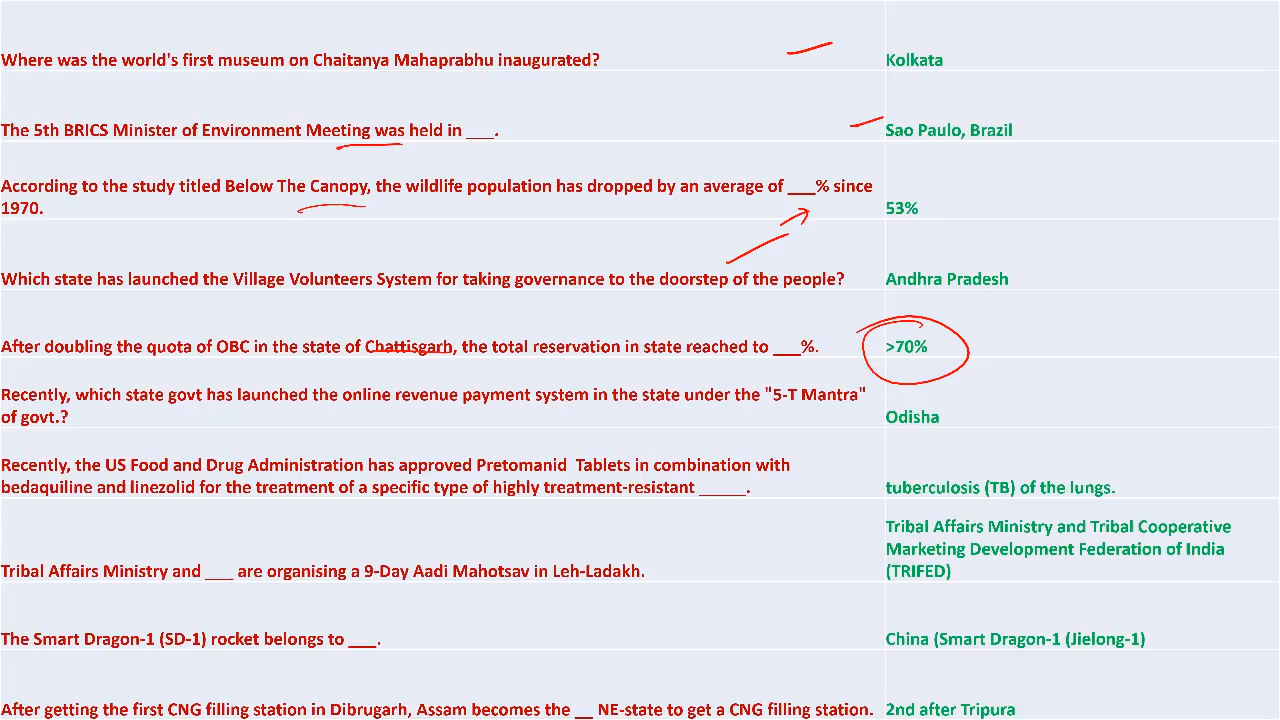 Where was the world's first museum on Chaitanya Mahaprabhu inaugurated?
Kolkata
The 5th BRICS Minister of Environment Meeting was held in ___.
Sao Paulo, Brazil
According to the study titled Below The Canopy, the wildlife population has dropped by an average of ___% since
1970.
53%
Which state has launched the Village Volunteers System for taking governance to the doorstep of the people?
Andhra Pradesh
After doubling the quota of OBC in the state of Chattisgarh, the total reservation in state reached to ___%.
>70%
Recently, which state govt has launched the online revenue payment system in the state under the "5-T Mantra"
of govt.?
Odisha
Recently, the US Food and Drug Administration has approved Pretomanid  Tablets in combination with
bedaquiline and linezolid for the treatment of a specific type of highly treatment-resistant _____.
tuberculosis (TB) of the lungs.
Tribal Affairs Ministry and ___ are organising a 9-Day Aadi Mahotsav in Leh-Ladakh.
Tribal Affairs Ministry and Tribal Cooperative
Marketing Development Federation of India
(TRIFED)
The Smart Dragon-1 (SD-1) rocket belongs to ___.
China (Smart Dragon-1 (Jielong-1)
After getting the first CNG filling station in Dibrugarh, Assam becomes the __ NE-state to get a CNG filling station.
2nd after Tripura